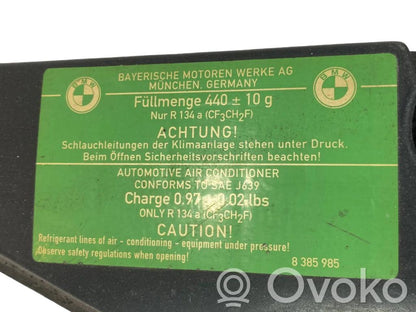 BAYERISCHE MOTOREN WERKE AG
MÜNCHEN, GERMANY
BMW
BMW
Füllmenge 440 ± 10 g
Nur R 134 a (CF3CH2F)
ACHTUNG!
Schlauchleitungen der Klimaanlage stehen unter Druck.
Beim Öffnen Sicherheitsvorschriften beachten!
AUTOMOTIVE AIR CONDITIONER
CONFORMS TO SAE J639
Charge 0.97 ± 0.02 lbs
ONLY R 134 a (CF3CH2F)
CAUTION!
Refrigerant lines of air - conditioning - equipment under pressure!
Observe safety regulations when opening!
8 385 985
Ovoko